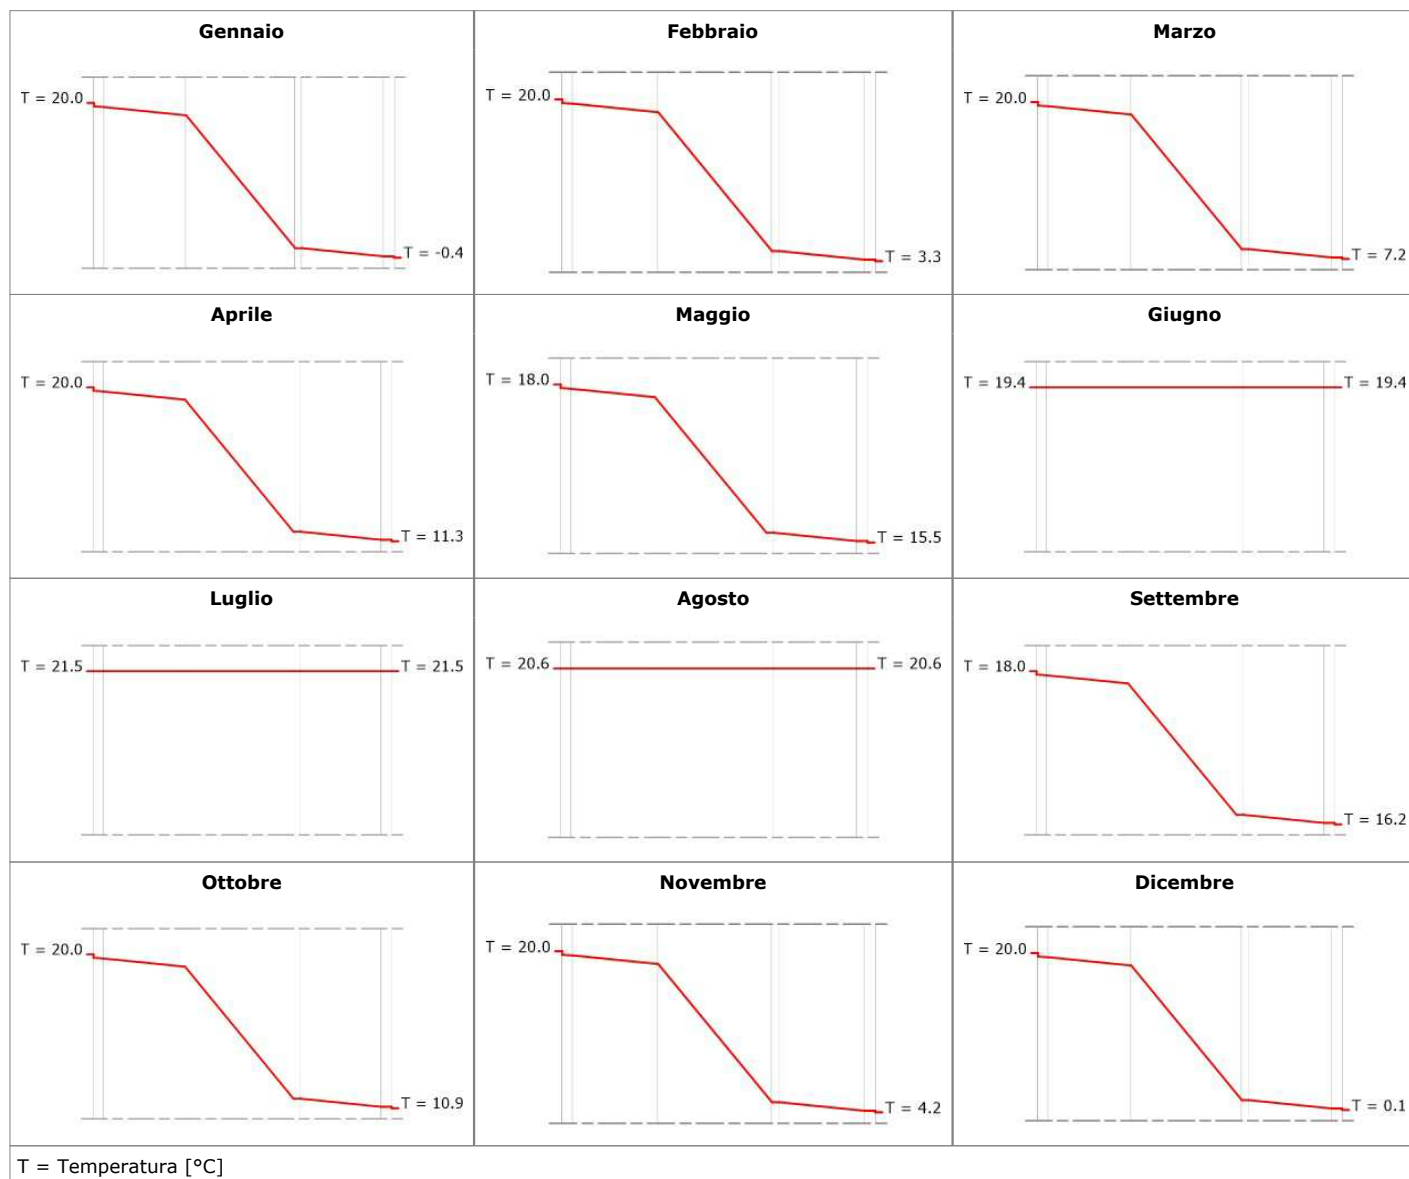 Gennaio
T = 20.0
T = -0.4
Febbraio
T = 20.0
T = 3.3
Marzo
T = 20.0
T = 7.2
Aprile
T = 20.0
T = 11.3
Maggio
T = 18.0
T = 15.5
Giugno
T = 19.4
T = 19.4
Luglio
T = 21.5
T = 21.5
Agosto
T = 20.6
T = 20.6
Settembre
T = 18.0
T = 16.2
Ottobre
T = 20.0
T = 10.9
Novembre
T = 20.0
T = 4.2
Dicembre
T = 20.0
T = 0.1
T = Temperatura [°C]